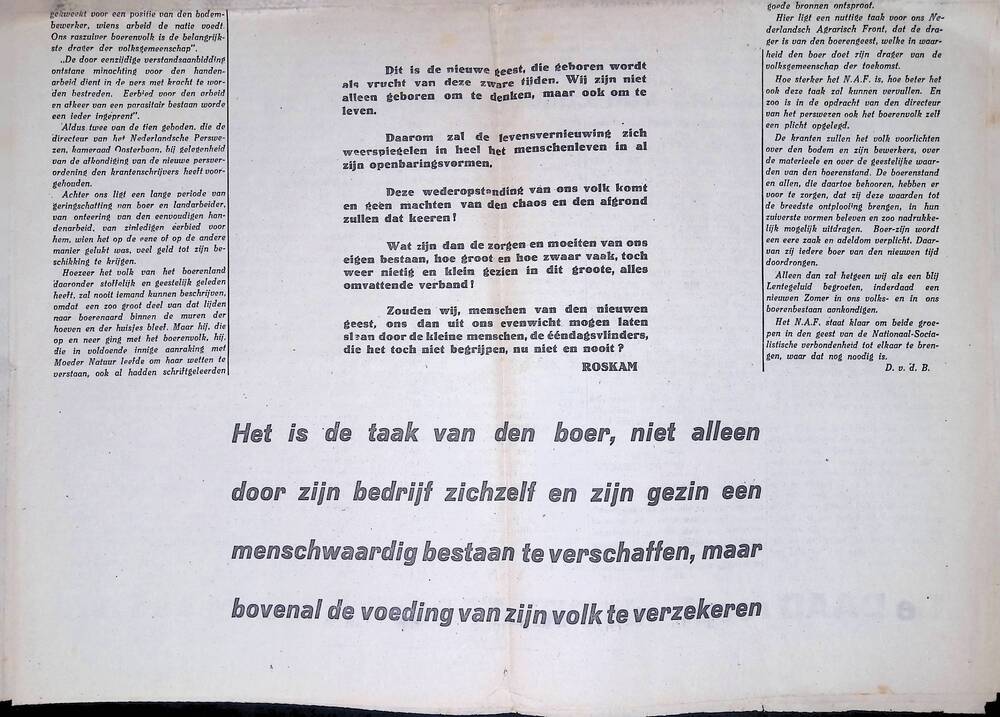 gekweekt voor een positie van den bodem-
bewerker, wiens arbeid de natie voedt.
Ons raszuiver boerenvolk is de belangrijk-
ste drager der volksgemeenschap".
„De door eenzijdige verstandsaanbidding
ontstane minachting voor den handen-
arbeid dient in de pers met kracht te wor-
den bestreden. Eerbied voor den arbeid
en afkeer van een parasitair bestaan worde
een ieder ingeprent".
Aldus twee van de tien geboden, die de
directeur van het Nederlandsche Perswe-
zen, kameraad Oosterbaan, bij gelegenheid
van de afkondiging van de nieuwe persver-
ordening den krantenschrijvers heeft voor-
gehouden.
Achter ons ligt een lange periode van
geringschatting van boer en landarbeider,
van onteering van den eenvoudigen han-
denarbeid, van zinledigen eerbied voor
hem, wien het op de eene of op de andere
manier gelukt was, veel geld tot zijn be-
schikking te krijgen.
Hoezeer het volk van het boerenland
daaronder stoffelijk en geestelijk geleden
heeft, zal nooit iemand kunnen beschrijven,
omdat een zoo groot deel van dat lijden
naar boerenaard binnen de muren der
hoeven en der huisjes bleef. Maar hij, die
op en neer ging met het boerenvolk, hij,
die in voldoende innige aanraking met
Moeder Natuur leefde om haar wetten te
verstaan, ook al hadden schriftgeleerden
Dit is de nieuwe geest, die geboren wordt
als vrucht van deze zware tijden. Wij zijn niet
alleen geboren om te denken, maar ook om te
leven.
Daarom zal de levensvernieuwing zich
weerspiegelen in heel het menschenleven in al
zijn openbaringsvormen.
Deze wederopstanding van ons volk komt
en geen machten van den chaos en den afgrond
zullen dat keeren!
Wat zijn dan de zorgen en moeiten van ons
eigen bestaan, hoe groot en hoe zwaar vaak, toch
weer nietig en klein gezien in dit groote, alles
omvattende verband!
Zouden wij, menschen van den nieuwen
geest, ons dan uit ons evenwicht mogen laten
slaan door de kleine menschen, de ééndagsvlinders,
die het toch niet begrijpen, nu niet en nooit?
ROSKAM
goede bronnen ontsproot.
Hier ligt een nuttige taak voor ons Ne-
derlandsch Agrarisch Front, dat de dra-
ger is van den boerengeest, welke in waar-
heid den boer doet zijn drager van de
volksgemeenschap der toekomst.
Hoe sterker het N.A.F. is, hoe beter het
ook deze taak zal kunnen vervullen. En
zoo is in de opdracht van den directeur
van het perswezen ook het boerenvolk zelf
een plicht opgelegd.
De kranten zullen het volk voorlichten
over den bodem en zijn bewerkers, over
de materieele en over de geestelijke waar-
den van den boerenstand. De boerenstand
en allen, die daartoe behooren, hebben er
voor te zorgen, dat zij deze waarden tot
de breedste ontplooiing brengen, in hun
zuiverste vormen beleven en zoo nadrukke-
lijk mogelijk uitdragen. Boer-zijn wordt
een eere zaak en adeldom verplicht. Daar-
van zij iedere boer van den nieuwen tijd
doordrongen.
Alleen dan zal hetgeen wij als een blij
Lentegeluid begroeten, inderdaad een
nieuwen Zomer in ons volks- en in ons
boerenbestaan aankondigen.
Het N.A.F. staat klaar om beide groe-
pen in den geest van de Nationaal-Socia-
listische verbondenheid tot elkaar te bren-
gen, waar dat nog noodig is.
D. v. d. B.
Het is de taak van den boer, niet alleen
door zijn bedrijf zichzelf en zijn gezin een
menschwaardig bestaan te verschaffen, maar
bovenal de voeding van zijn volk te verzekeren